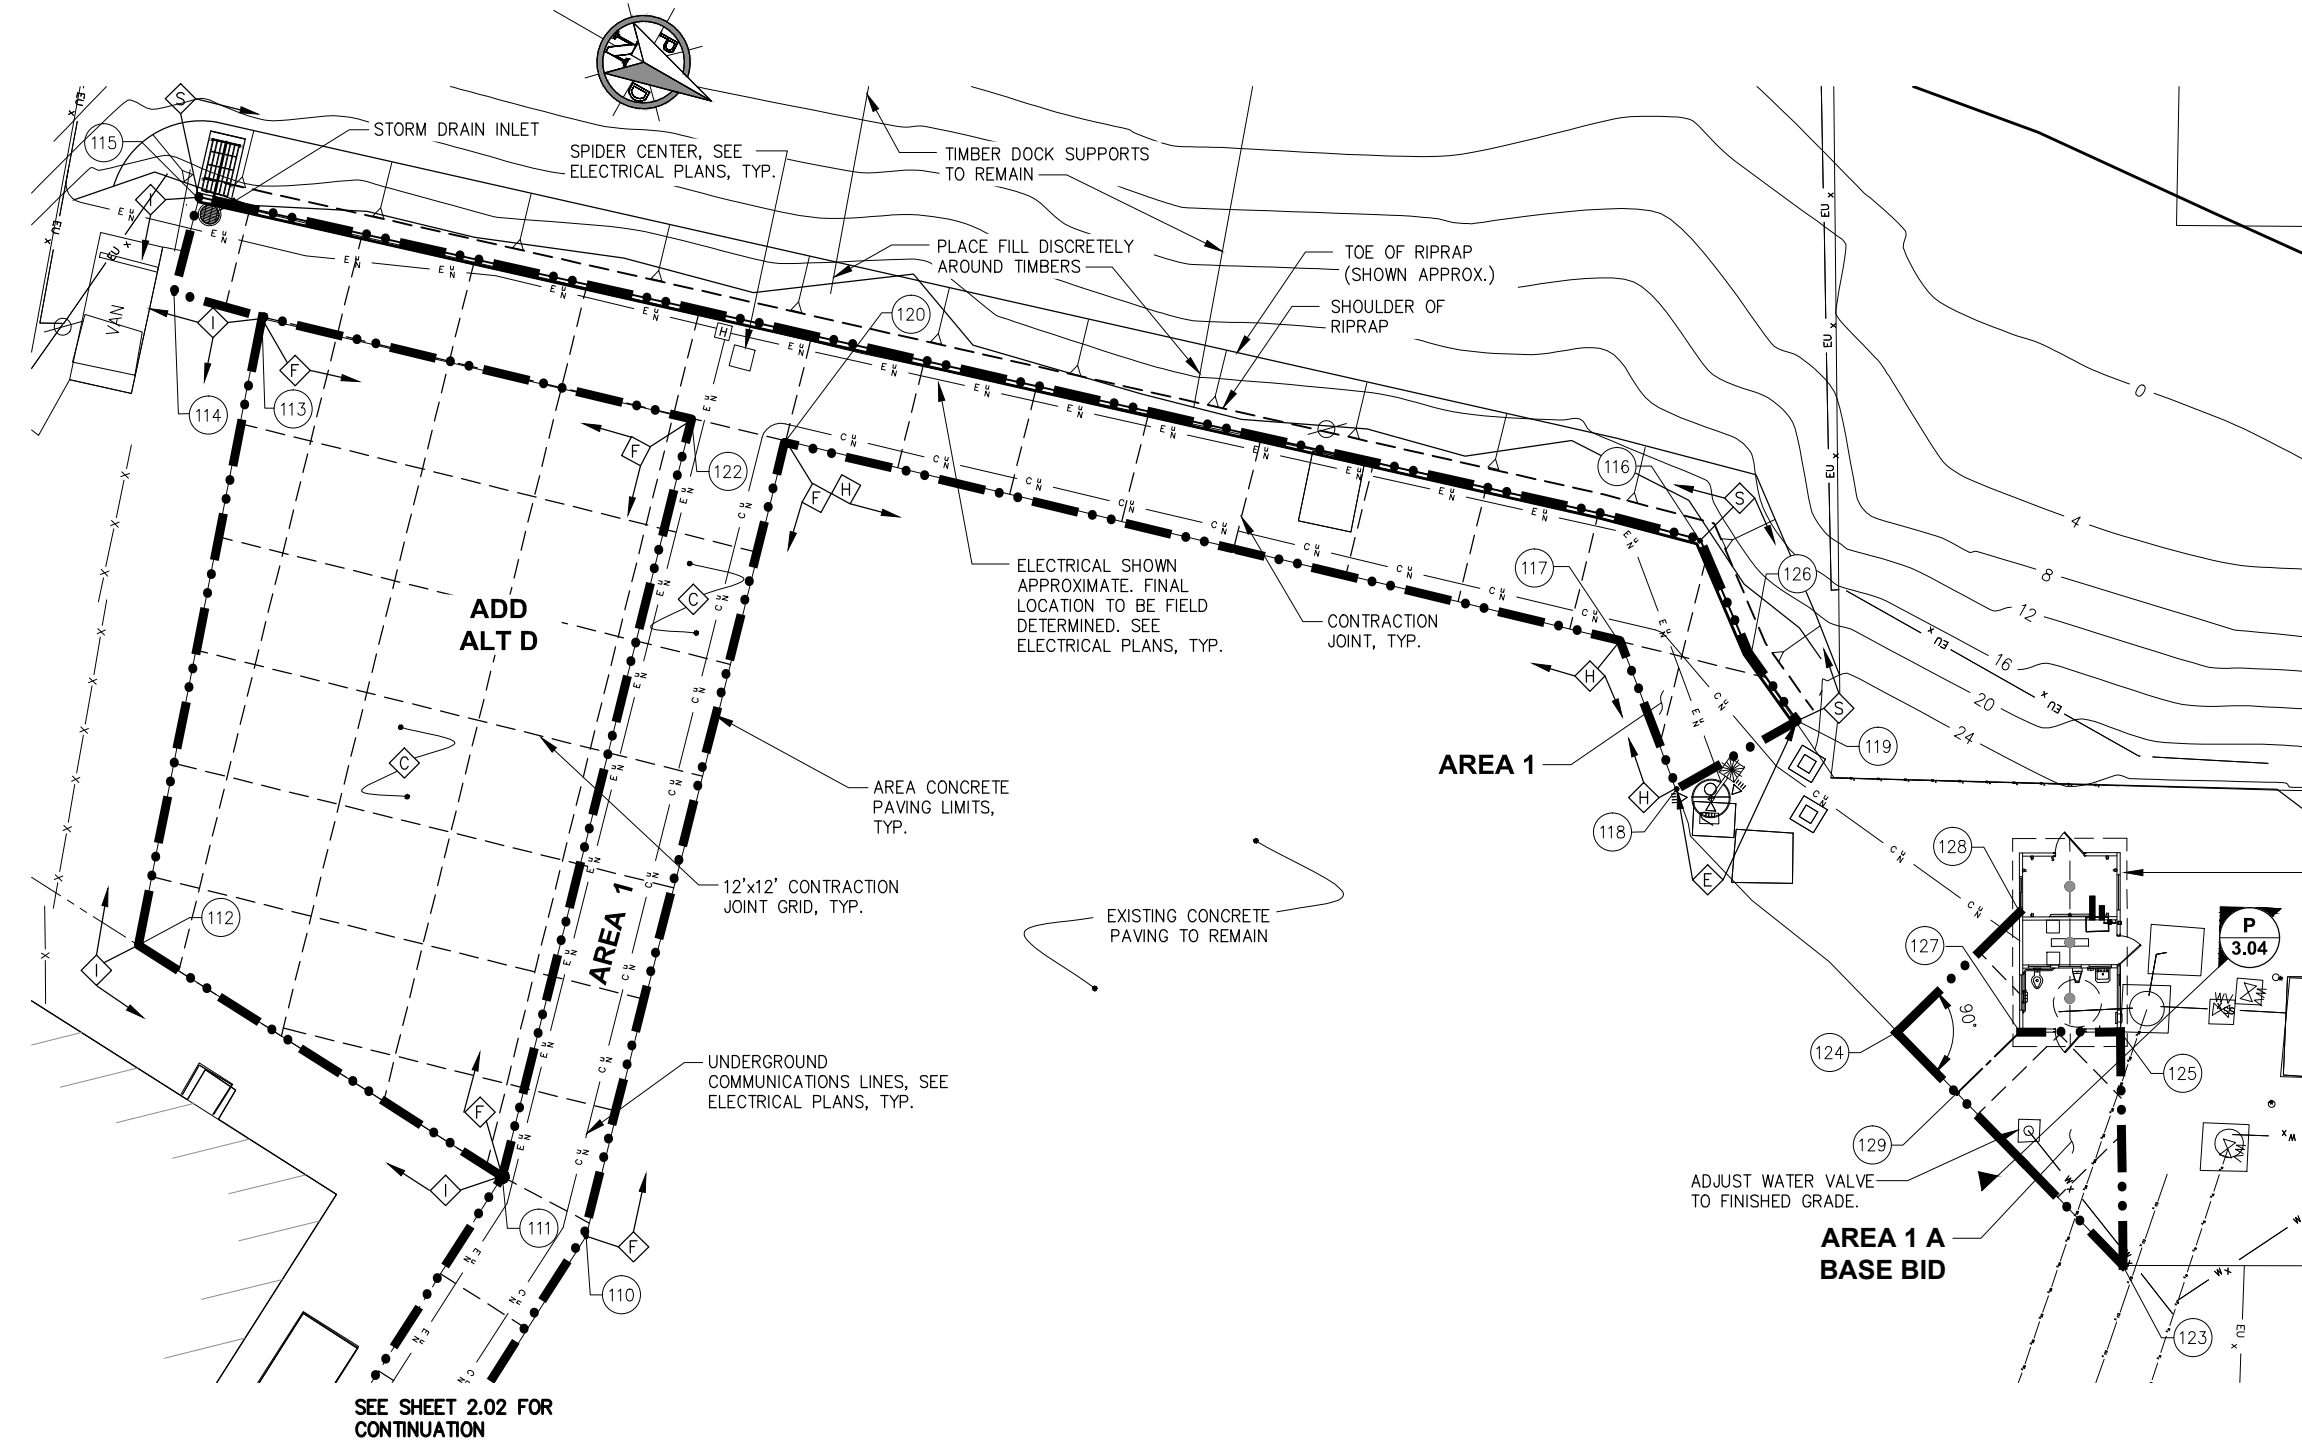 S
115
STORM DRAIN INLET
SPIDER CENTER, SEE
ELECTRICAL PLANS, TYP.
TIMBER DOCK SUPPORTS
TO REMAIN
PLACE FILL DISCRETELY
AROUND TIMBERS
TOE OF RIPRAP
(SHOWN APPROX.)
SHOULDER OF
RIPRAP
I
VAN
I
114
F
113
H
120
F
122
F
H
116
S
0
4
8
12
16
20
24
117
126
ELECTRICAL SHOWN
APPROXIMATE. FINAL
LOCATION TO BE FIELD
DETERMINED. SEE
ELECTRICAL PLANS, TYP.
CONTRACTION
JOINT, TYP.
C
ADD
ALT D
H
S
119
AREA 1
C
H
118
AREA CONCRETE
PAVING LIMITS,
TYP.
E
12'x12' CONTRACTION
JOINT GRID, TYP.
AREA 1
EXISTING CONCRETE
PAVING TO REMAIN
112
I
128
127
P
3.04
90°
124
125
129
UNDERGROUND
COMMUNICATIONS LINES, SEE
ELECTRICAL PLANS, TYP.
F
I
111
F
110
ADJUST WATER VALVE
TO FINISHED GRADE.
AREA 1 A
BASE BID
123
SEE SHEET 2.02 FOR
CONTINUATION